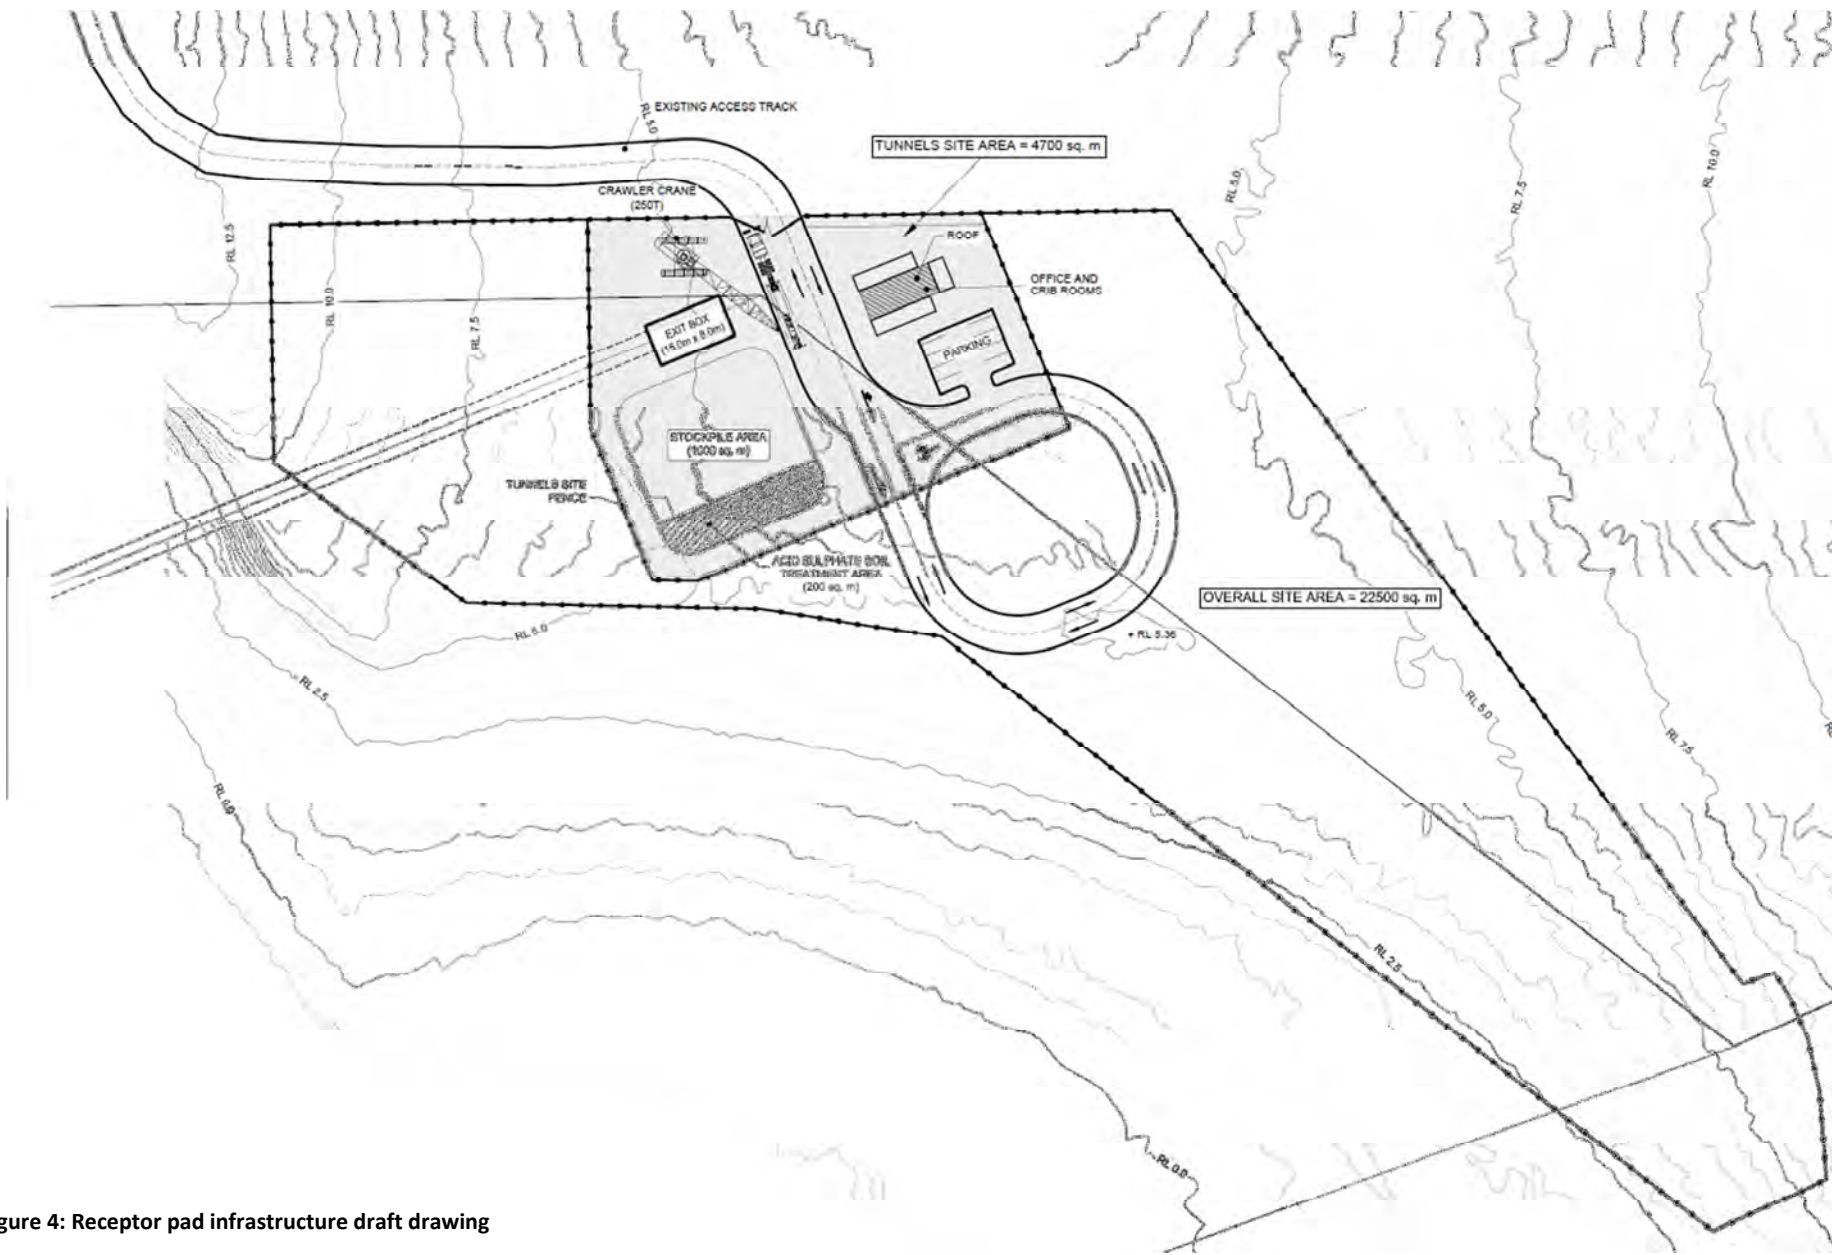 EXISTING ACCESS TRACK
RL 5.0
TUNNELS SITE AREA = 4700 sq. m
CRAWLER CRANE
(250T)
RL 5.0
RL 7.5
RL 10.0
RL 12.5
RL 10.0
RL 7.5
ROOF
OFFICE AND
CRIB ROOMS
EXIT BOX
PARKING
STOCKPILE AREA
(1000 sq. m)
TUNNELS SITE
FENCE
ACID SULPHATE SOIL
TREATMENT AREA
(200 sq. m)
OVERALL SITE AREA = 22500 sq. m
RL 5.0
+ RL 5.36
RL 2.5
RL 5.0
RL 7.5
RL 0.0
RL 2.5
RL 0.0
gure 4: Receptor pad infrastructure draft drawing